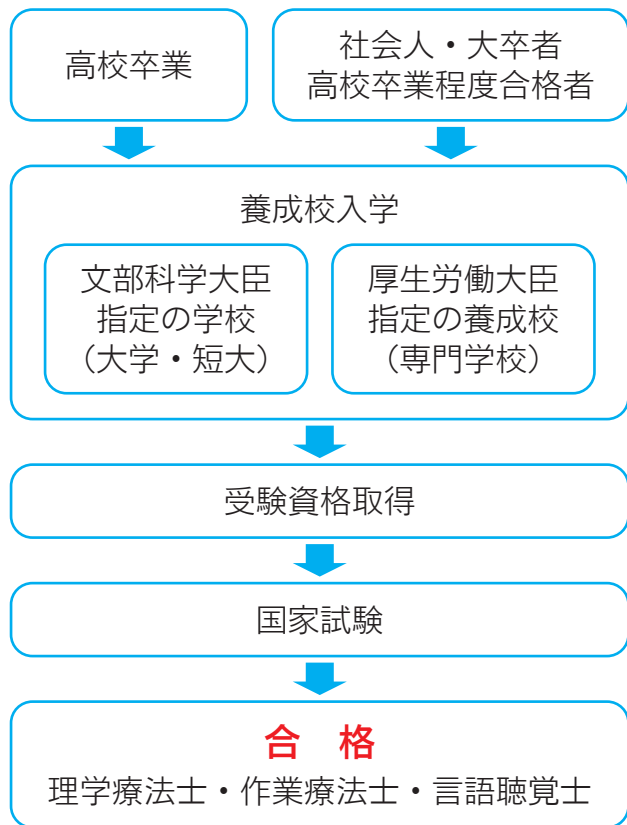 高校卒業
社会人・大卒者
高校卒業程度合格者
養成校入学
文部科学大臣
指定の学校
（大学・短大）
厚生労働大臣
指定の養成校
（専門学校）
受験資格取得
国家試験
合　格
理学療法士・作業療法士・言語聴覚士